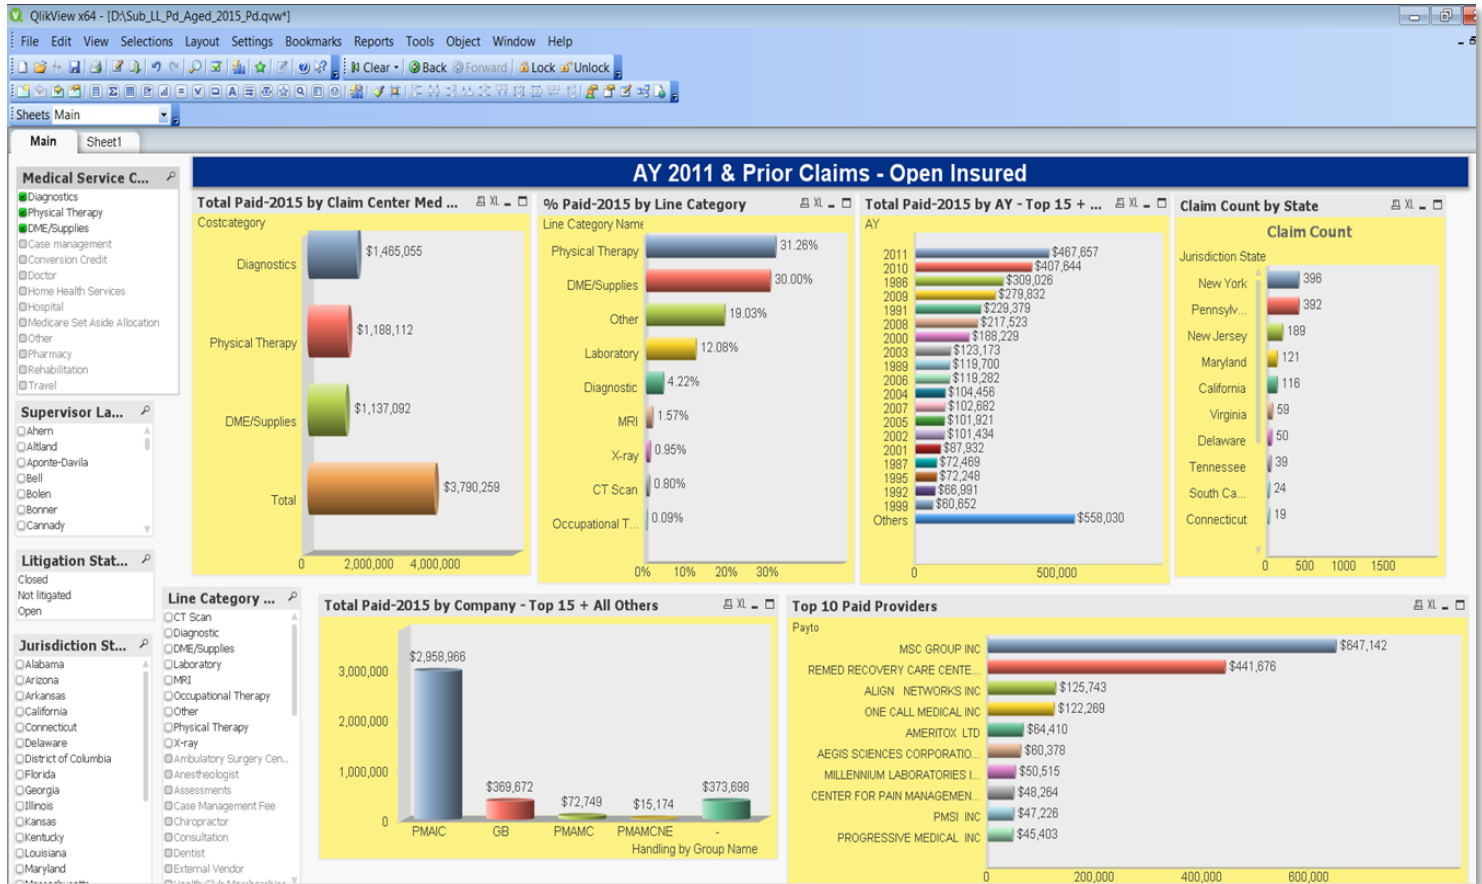 QlikView x64 - [D:\Sub_LL_Pd_Aged_2015_Pd.qvw*]
File Edit View Selections Layout Settings Bookmarks Reports Tools Object Window Help
Clear Back Forward Lock Unlock
Sheets Main
Main Sheet1
AY 2011 & Prior Claims - Open Insured
Medical Service C...
Diagnostics
Physical Therapy
DME/Supplies
Case management
Conversion Credit
Doctor
Home Health Services
Hospital
Medicare Set Aside Allocation
Other
Pharmacy
Rehabilitation
Travel
Supervisor La...
Ahern
Altland
Aponte-Davila
Bell
Bolen
Bonner
Cannady
Litigation Stat...
Closed
Not litigated
Open
Jurisdiction St...
Alabama
Arizona
Arkansas
California
Connecticut
Delaware
District of Columbia
Florida
Georgia
Illinois
Kansas
Kentucky
Louisiana
Maryland
Massachusetts
Line Category ...
CT Scan
Diagnostic
DME/Supplies
Laboratory
MRI
Occupational Therapy
Other
Physical Therapy
X-ray
Ambulatory Surgery Cen..
Anestheologist
Assessments
Case Management Fee
Chiropractor
Consultation
Dentist
External Vendor
Health Club Memberships
Total Paid-2015 by Claim Center Med ... XL
Costcategory
Diagnostics $1,465,055
Physical Therapy $1,188,112
DME/Supplies $1,137,092
Total $3,790,259
0 2,000,000 4,000,000
% Paid-2015 by Line Category XL
Line Category Name
Physical Therapy 31.26%
DME/Supplies 30.00%
Other 19.03%
Laboratory 12.08%
Diagnostic 4.22%
MRI 1.57%
X-ray 0.95%
CT Scan 0.80%
Occupational T... 0.09%
0% 10% 20% 30%
Total Paid-2015 by AY - Top 15 + ... XL
AY
2011 $467,657
2010 $407,644
1986 $309,026
2009 $279,832
1991 $229,379
2008 $217,523
2000 $188,229
2003 $123,173
1989 $119,700
2006 $119,282
2004 $104,456
2007 $102,682
2005 $101,921
2002 $101,434
2001 $87,932
1987 $72,469
1995 $72,248
1992 $66,991
1999 $60,652
Others $558,030
0 500,000
Claim Count by State XL
Claim Count
Jurisdiction State
New York 396
Pennsylv... 392
New Jersey 189
Maryland 121
California 116
Virginia 59
Delaware 50
Tennessee 39
South Ca... 24
Connecticut 19
0 500 1000 1500
Total Paid-2015 by Company - Top 15 + All Others XL
3,000,000
2,000,000
1,000,000
0
$2,958,966 $369,672 $72,749 $15,174 $373,698
PMAIC GB PMAMC PMAMCNE -
Handling by Group Name
Top 10 Paid Providers XL
Payto
MSC GROUP INC $647,142
REMED RECOVERY CARE CENTE... $441,676
ALIGN NETWORKS INC $125,743
ONE CALL MEDICAL INC $122,269
AMERITOX LTD $64,410
AEGIS SCIENCES CORPORATIO... $60,378
MILLENNIUM LABORATORIES I... $50,515
CENTER FOR PAIN MANAGEMEN... $48,264
PMSI INC $47,226
PROGRESSIVE MEDICAL INC $45,403
0 200,000 400,000 600,000